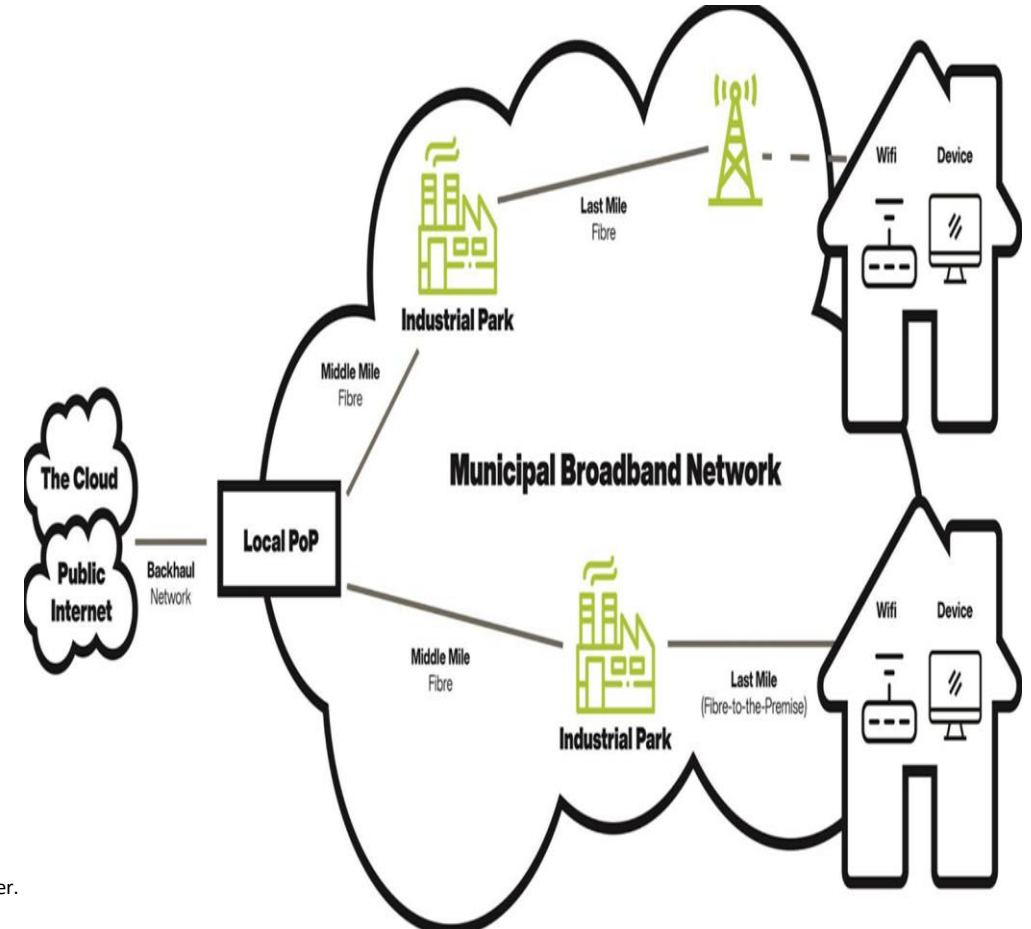 Wifi
Device
Last Mile
Fibre
Industrial Park
Middle Mile
Fibre
Municipal Broadband Network
The Cloud
Public
Internet
Backhaul
Network
Local PoP
Middle Mile
Fibre
Industrial Park
Last Mile
(Fibre-to-the-Premise)
Wifi
Device
er.